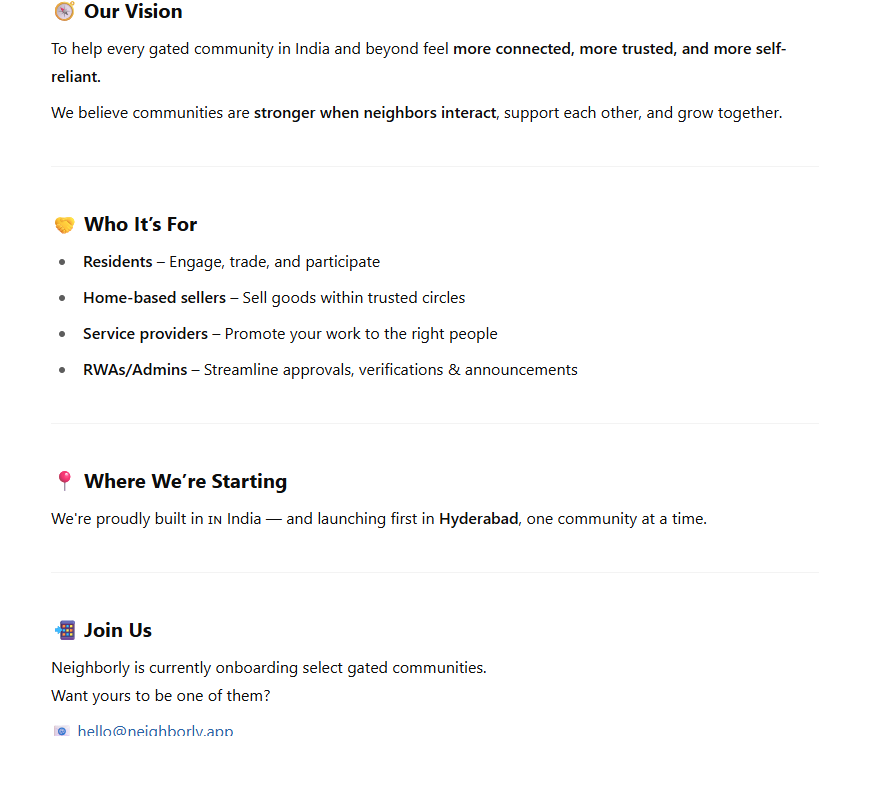 🧭 Our Vision
To help every gated community in India and beyond feel more connected, more trusted, and more self-
reliant.
We believe communities are stronger when neighbors interact, support each other, and grow together.
🤝 Who It’s For
• Residents – Engage, trade, and participate
• Home-based sellers – Sell goods within trusted circles
• Service providers – Promote your work to the right people
• RWAs/Admins – Streamline approvals, verifications & announcements
📍 Where We’re Starting
We're proudly built in IN India — and launching first in Hyderabad, one community at a time.
📲 Join Us
Neighborly is currently onboarding select gated communities.
Want yours to be one of them?
📧 hello@neighborly.app